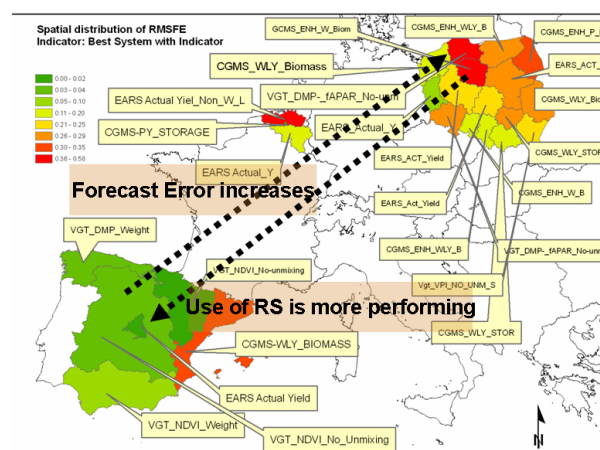 Spatial distribution of RMSFE
Indicator: Best System with Indicator
0.00 - 0.02
0.03 - 0.04
0.05 - 0.10
0.11 - 0.20
0.21 - 0.25
0.26 - 0.29
0.30 - 0.35
0.36 - 0.58
GCMS_ENH_W_Biom
CGMS_ENH_WLY_B
CGMS_ENH_P_
CGMS_WLY_Biomass
EARS_ACT_
VGT_DMP-_fAPAR_No-unm
EARS Actual Yiel_Non_W_L
CGMS_WLY_Bio
CGMS-PY_STORAGE
EARS Actual_Y
CGMS_WLY_STOR
EARS_ACT_Yield
EARS Actual_Y
CGMS_ENH_W_B
Forecast Error increases
EARS_Act_Yield
VGT_DMP_Weight
CGMS_ENH_WLY_B
VGT_DMP-_fAPAR_No-unm
VGT_NDVI_No-unmixing
Vgt_VPI_NO_UNM_S
Use of RS is more performing
CGMS_WLY_STOR
CGMS-WLY_BIOMASS
EARS Actual Yield
VGT_NDVI_Weight
VGT_NDVI_No_Unmixing
N